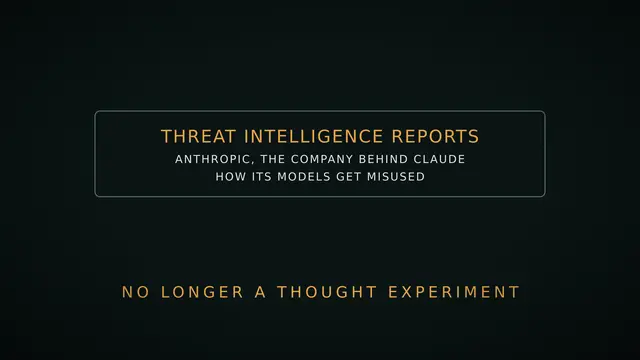 THREAT INTELLIGENCE REPORTS
ANTHROPIC, THE COMPANY BEHIND CLAUDE
HOW ITS MODELS GET MISUSED
NO LONGER A THOUGHT EXPERIMENT